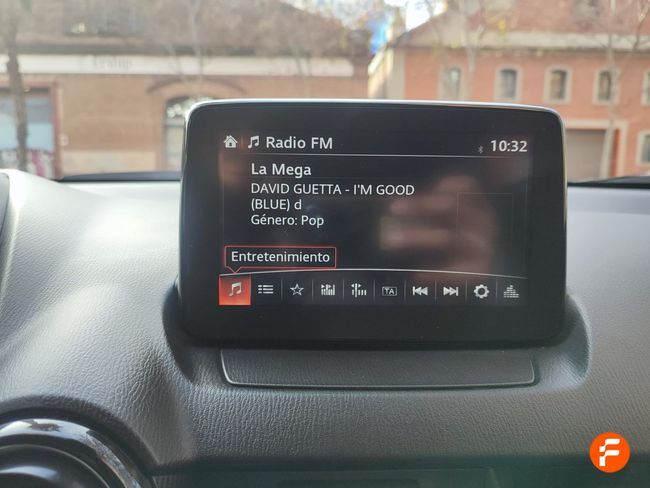 Radio FM
10:32
La Mega
DAVID GUETTA - I'M GOOD
(BLUE) d
Género: Pop
Entretenimiento
TA